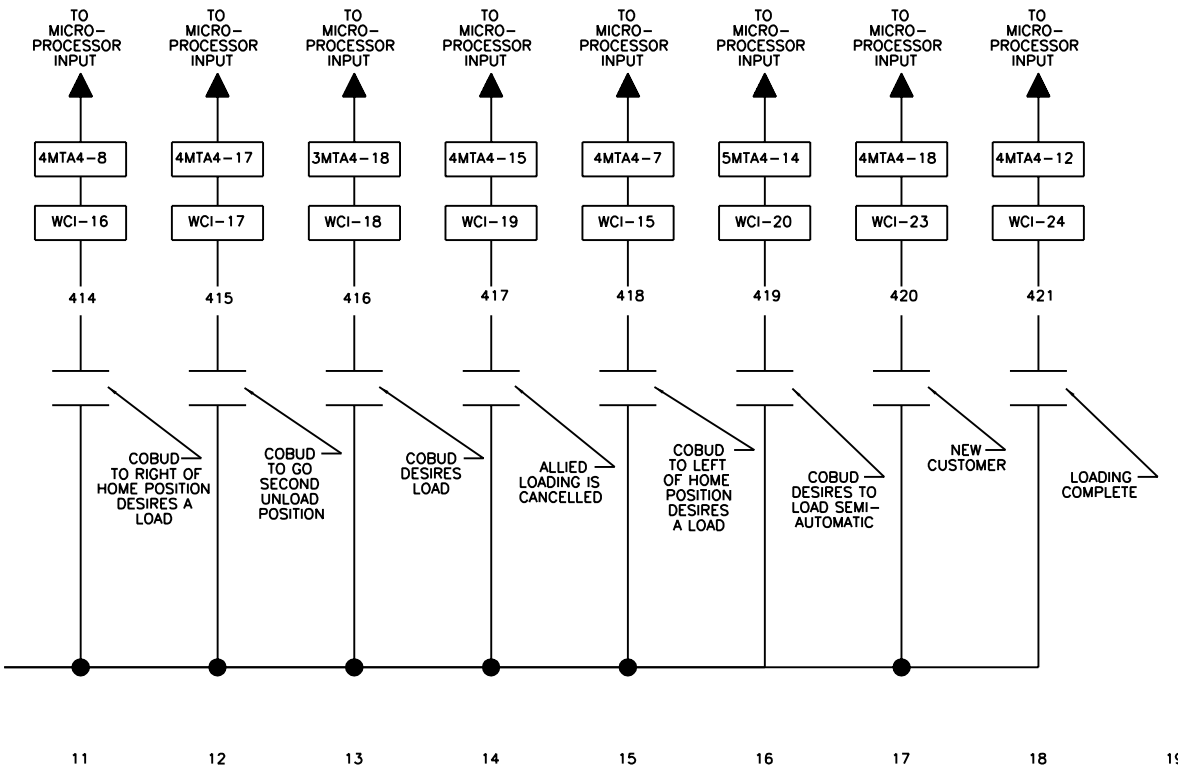 TO
MICRO-
PROCESSOR
INPUT
TO
MICRO-
PROCESSOR
INPUT
TO
MICRO-
PROCESSOR
INPUT
TO
MICRO-
PROCESSOR
INPUT
TO
MICRO-
PROCESSOR
INPUT
TO
MICRO-
PROCESSOR
INPUT
TO
MICRO-
PROCESSOR
INPUT
TO
MICRO-
PROCESSOR
INPUT
4MTA4-8
4MTA4-17
3MTA4-18
4MTA4-15
4MTA4-7
5MTA4-14
4MTA4-18
4MTA4-12
WCI-16
WCI-17
WCI-18
WCI-19
WCI-15
WCI-20
WCI-23
WCI-24
414
415
416
417
418
419
420
421
COBUD
TO RIGHT OF
HOME POSITION
DESIRES A
LOAD
COBUD
TO GO
SECOND
UNLOAD
POSITION
COBUD
DESIRES
LOAD
ALLIED
LOADING IS
CANCELLED
COBUD
TO LEFT
OF HOME
POSITION
DESIRES
A LOAD
COBUD
DESIRES TO
LOAD SEMI-
AUTOMATIC
NEW
CUSTOMER
LOADING
COMPLETE
11
12
13
14
15
16
17
18
19